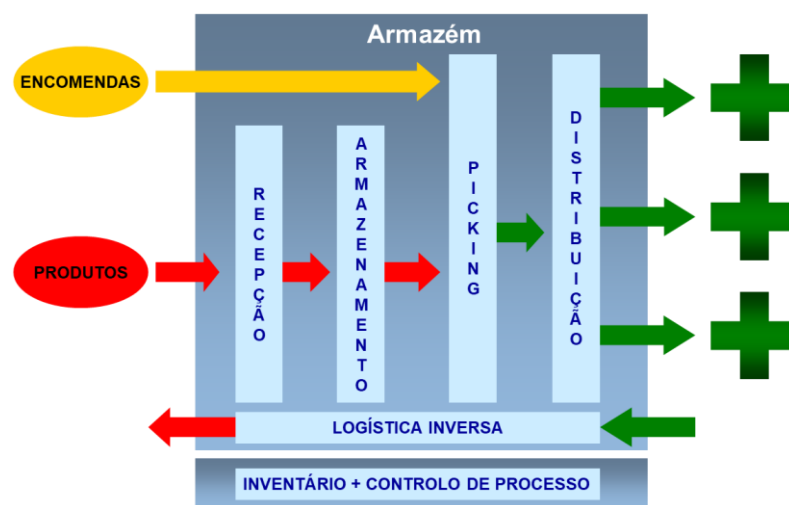 Armazém
ENCOMENDAS
PRODUTOS
RECEPÇÃO
ARMAZENAMENTO
PICKING
DISTRIBUIÇÃO
LOGÍSTICA INVERSA
INVENTÁRIO + CONTROLO DE PROCESSO